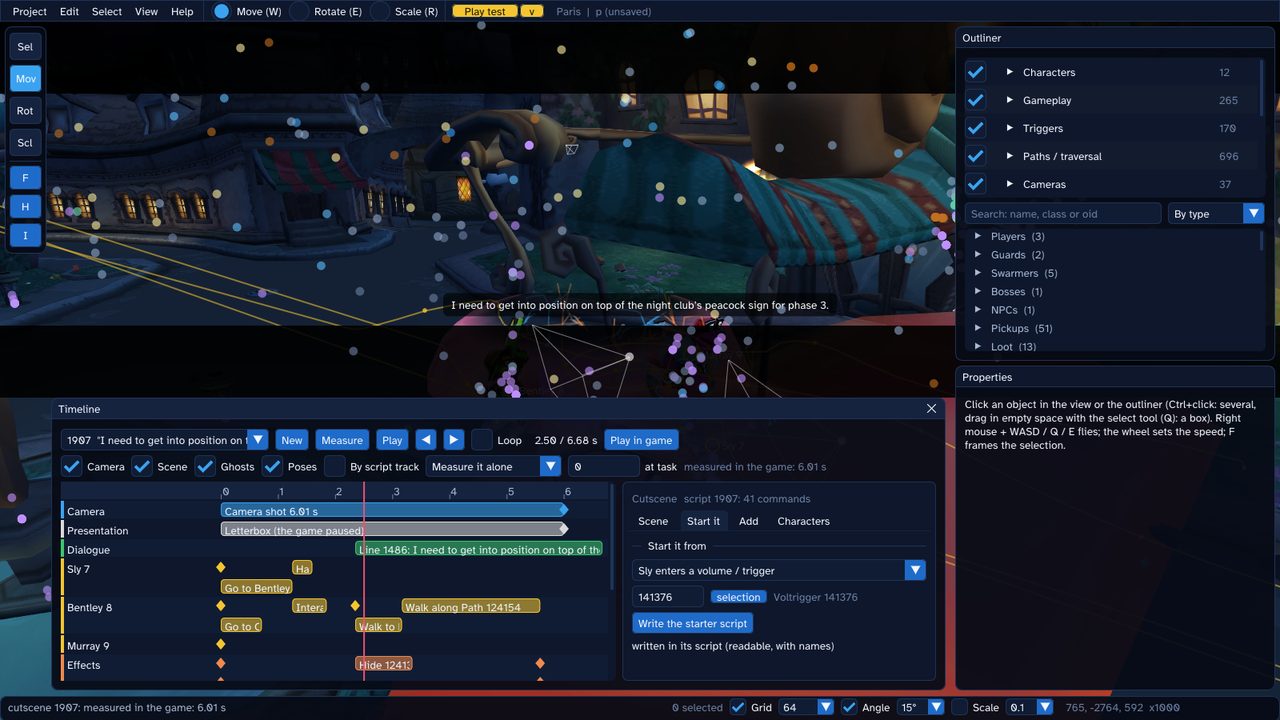 Project Edit Select View Help Move (W) Rotate (E) Scale (R) Play test v Paris | p (unsaved)
Sel
Mov
Rot
Scl
F
H
I
I need to get into position on top of the night club's peacock sign for phase 3.
Outliner
Characters 12
Gameplay 265
Triggers 170
Paths / traversal 696
Cameras 37
Search: name, class or oid By type
Players (3)
Guards (2)
Swarmers (5)
Bosses (1)
NPCs (1)
Pickups (51)
Loot (13)
Properties
Click an object in the view or the outliner (Ctrl+click: several,
drag in empty space with the select tool (Q): a box). Right
mouse + WASD / Q / E flies; the wheel sets the speed; F
frames the selection.
Timeline
1907 "I need to get into position on t New Measure Play Loop 2.50 / 6.68 s Play in game
Camera Scene Ghosts Poses By script track Measure it alone 0 at task measured in the game: 6.01 s
0 1 2 3 4 5 6
Camera Camera shot 6.01 s
Presentation Letterbox (the game paused)
Dialogue Line 1486: I need to get into position on top of th
Sly 7 Ha
Go to Bentley
Bentley 8 Intera Walk along Path 124154
Go to Walk to
Murray 9
Effects Hide 1241
Cutscene script 1907: 41 commands
Scene Start it Add Characters
Start it from
Sly enters a volume / trigger
141376 selection Voltrigger 141376
Write the starter script
written in its script (readable, with names)
cutscene 1907: measured in the game: 6.01 s 0 selected Grid 64 Angle 15° Scale 0.1 765, -2764, 592 x1000